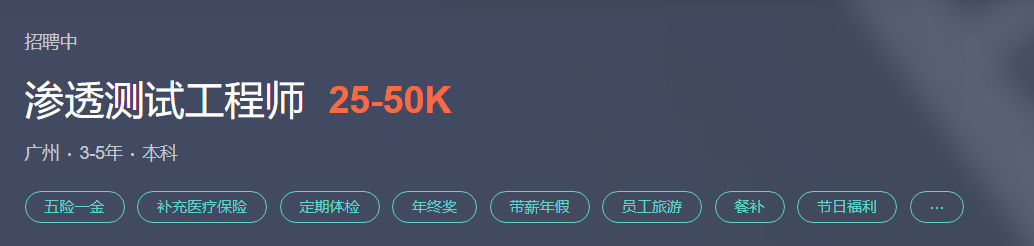 招聘中
渗透测试工程师 25-50K
广州 · 3-5年 · 本科
五险一金 补充医疗保险 定期体检 年终奖 带薪年假 员工旅游 餐补 节日福利 ...